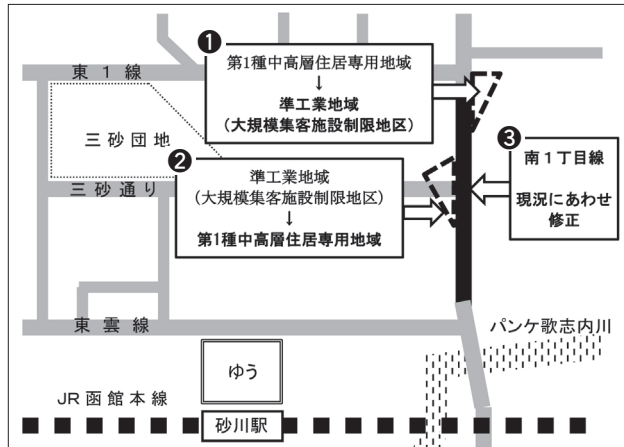 ❶
第1種中高層住居専用地域
↓
準工業地域
(大規模集客施設制限地区)
東1線
三砂団地
❷
準工業地域
(大規模集客施設制限地区)
↓
第1種中高層住居専用地域
❸
南1丁目線
現況にあわせ
修正
三砂通り
東雲線
パンケ歌志内川
ゆう
JR函館本線
砂川駅